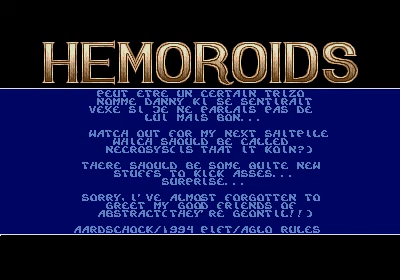 HEMOROIDS
PEUT ETRE UN CERTAIN TRIZO
NOMME DANNY KI SE SENTIRAIT
VEXE SI JE NE PARLAIS PAS DE
LUI MAIS BON...
WATCH OUT FOR MY NEXT SALTPILE
WHICH SHOULD BE CALLED
NECROSYS(IS THAT IT KOIN?)
THERE SHOULD BE SOME QUITE NEW
STUFFS TO KICK ASSES...
SURPRISE...
SORRY, I'VE ALMOST FORGOTTEN TO
GREET MY GOOD FRIENDS OF
ABSTRACT(THEY'RE GEONTIL!!)
AARDSCHOCK/1994 PIET/AGLO RULES